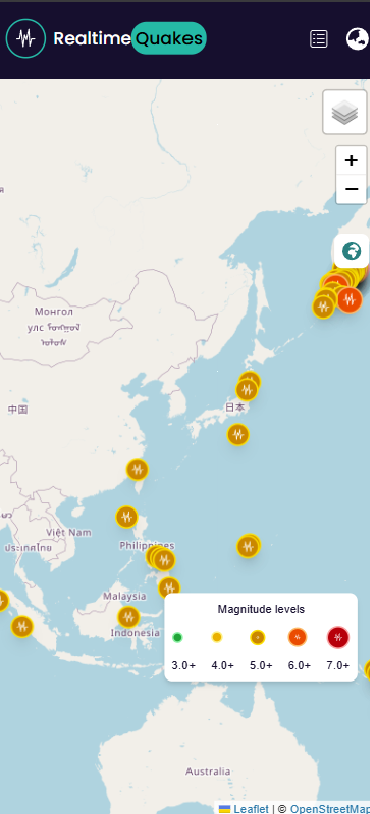 Realtime Quakes
+
−
Монгол
улс
中国
日本
Việt Nam
ประเทศไทย
Philippines
Malaysia
Indonesia
Magnitude levels
3.0+ 4.0+ 5.0+ 6.0+ 7.0+
Australia
Leaflet | © OpenStreetMap